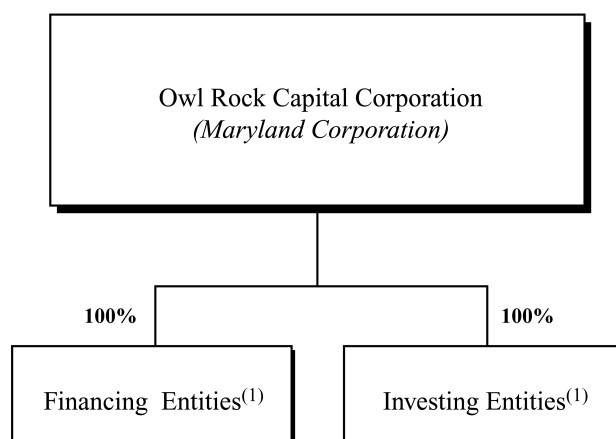 Owl Rock Capital Corporation
(Maryland Corporation)
100%
100%
Financing Entities(1)
Investing Entities(1)